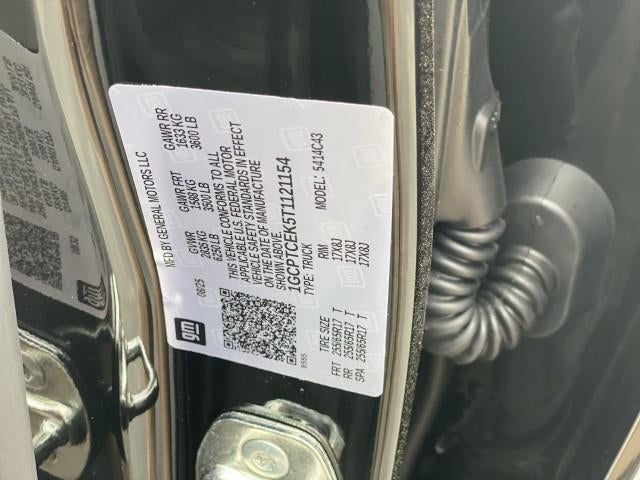 MFD BY GENERAL MOTORS LLC
08/25 GVWR GAWR FRT GAWR RR
2835 KG 1588 KG 1633 KG
6250 LB 3500 LB 3600 LB
THIS VEHICLE CONFORMS TO ALL
APPLICABLE U.S. FEDERAL MOTOR
VEHICLE SAFETY STANDARDS IN EFFECT
ON THE DATE OF MANUFACTURE
SHOWN ABOVE.
1GCPTCEK5T1121154
TYPE: TRUCK MODEL: 5414C43
TIRE SIZE RIM
FRT 255/65R17 T 17X8J
RR 255/65R17 T 17X8J
SPA 255/65R17 T 17X8J
gm